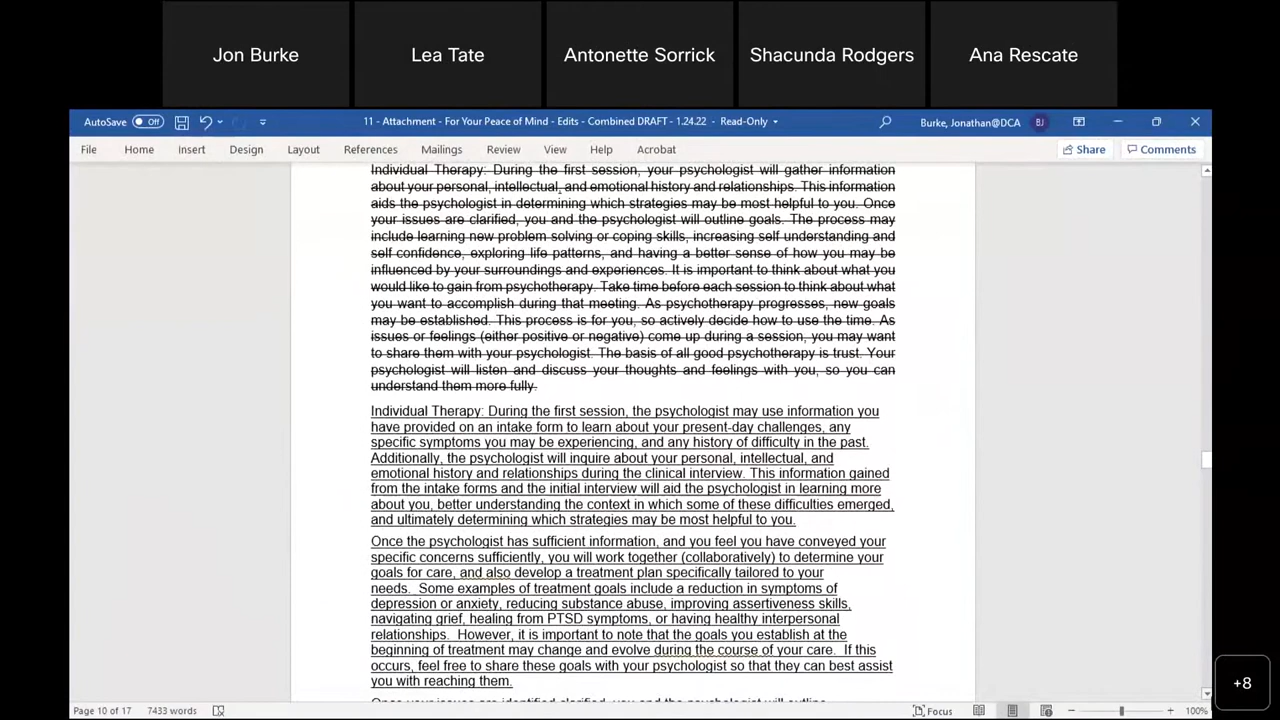 Jon Burke
Lea Tate
Antonette Sorrick
Shacunda Rodgers
Ana Rescate
AutoSave Off
11 - Attachment - For Your Peace of Mind - Edits - Combined DRAFT - 1.24.22 - Read-Only
Burke, Jonathan@DCA BJ
File Home Insert Design Layout References Mailings Review View Help Acrobat Share Comments
Individual Therapy: During the first session, your psychologist will gather information
about your personal, intellectual, and emotional history and relationships. This information
aids the psychologist in determining which strategies may be most helpful to you. Once
your issues are clarified, you and the psychologist will outline goals. The process may
include learning new problem solving or coping skills, increasing self understanding and
self confidence, exploring life patterns, and having a better sense of how you may be
influenced by your surroundings and experiences. It is important to think about what you
would like to gain from psychotherapy. Take time before each session to think about what
you want to accomplish during that meeting. As psychotherapy progresses, new goals
may be established. This process is for you, so actively decide how to use the time. As
issues or feelings (either positive or negative) come up during a session, you may want
to share them with your psychologist. The basis of all good psychotherapy is trust. Your
psychologist will listen and discuss your thoughts and feelings with you, so you can
understand them more fully.
Individual Therapy: During the first session, the psychologist may use information you
have provided on an intake form to learn about your present-day challenges, any
specific symptoms you may be experiencing, and any history of difficulty in the past.
Additionally, the psychologist will inquire about your personal, intellectual, and
emotional history and relationships during the clinical interview. This information gained
from the intake forms and the initial interview will aid the psychologist in learning more
about you, better understanding the context in which some of these difficulties emerged,
and ultimately determining which strategies may be most helpful to you.
Once the psychologist has sufficient information, and you feel you have conveyed your
specific concerns sufficiently, you will work together (collaboratively) to determine your
goals for care, and also develop a treatment plan specifically tailored to your
needs. Some examples of treatment goals include a reduction in symptoms of
depression or anxiety, reducing substance abuse, improving assertiveness skills,
navigating grief, healing from PTSD symptoms, or having healthy interpersonal
relationships. However, it is important to note that the goals you establish at the
beginning of treatment may change and evolve during the course of your care. If this
occurs, feel free to share these goals with your psychologist so that they can best assist
you with reaching them.
Once your issues are identified clarified, you and the psychologist will outline
Page 10 of 17 7433 words Focus 100%
+8